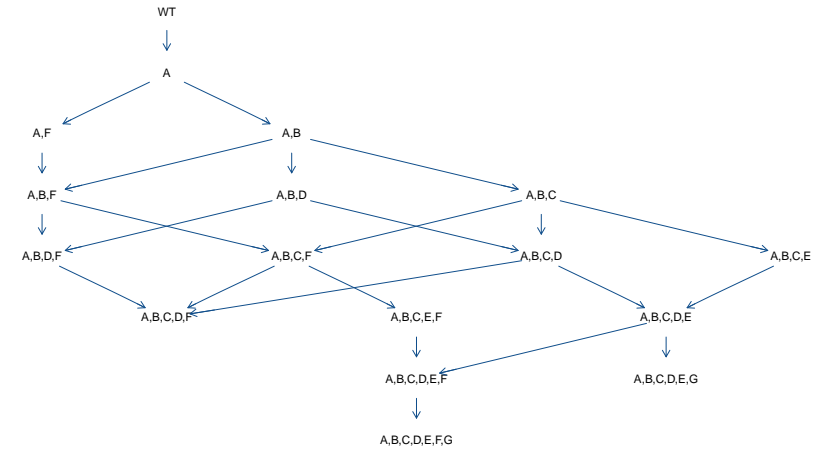 WT
A
A,F
A,B
A,B,F
A,B,D
A,B,C
A,B,D,F
A,B,C,F
A,B,C,D
A,B,C,E
A,B,C,D,F
A,B,C,E,F
A,B,C,D,E
A,B,C,D,E,F
A,B,C,D,E,G
A,B,C,D,E,F,G